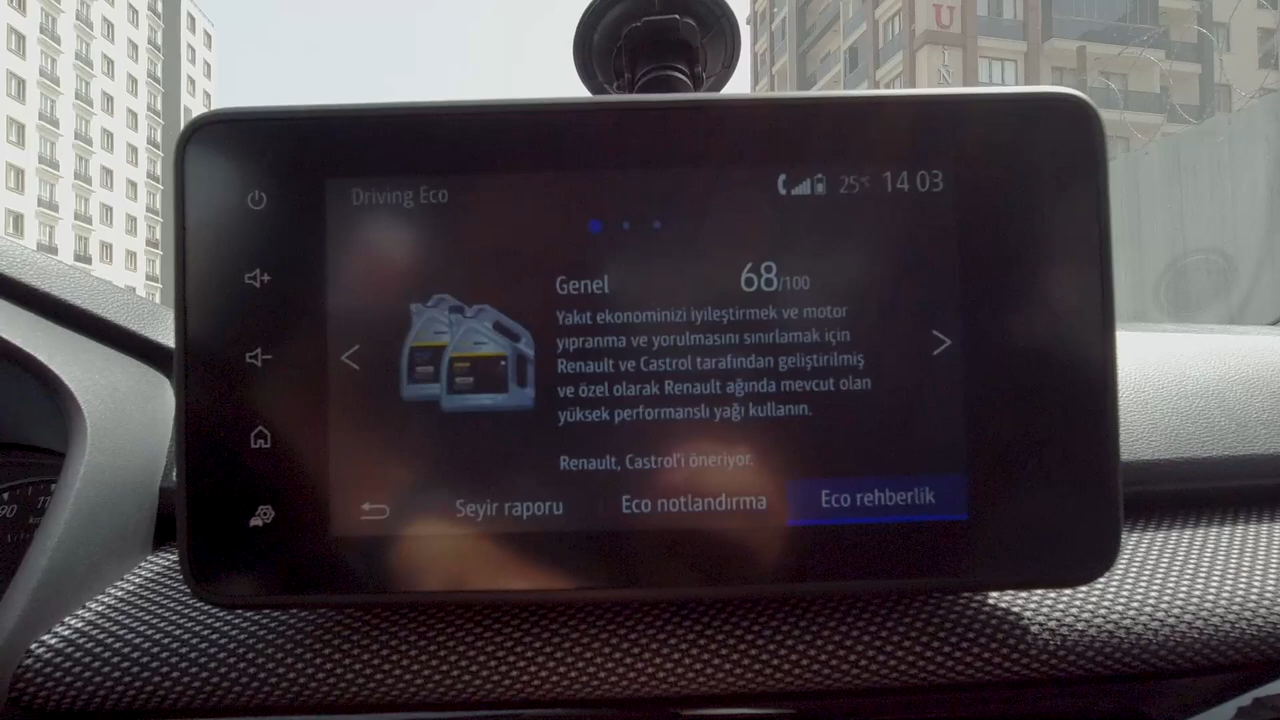 U
İN
Driving Eco
25°C 14 03
Genel
68/100
Yakıt ekonominizi iyileştirmek ve motor
yıpranma ve yorulmasını sınırlamak için
Renault ve Castrol tarafından geliştirilmiş
ve özel olarak Renault ağında mevcut olan
yüksek performanslı yağı kullanın.
Renault, Castrol'i öneriyor.
Seyir raporu
Eco notlandırma
Eco rehberlik
90